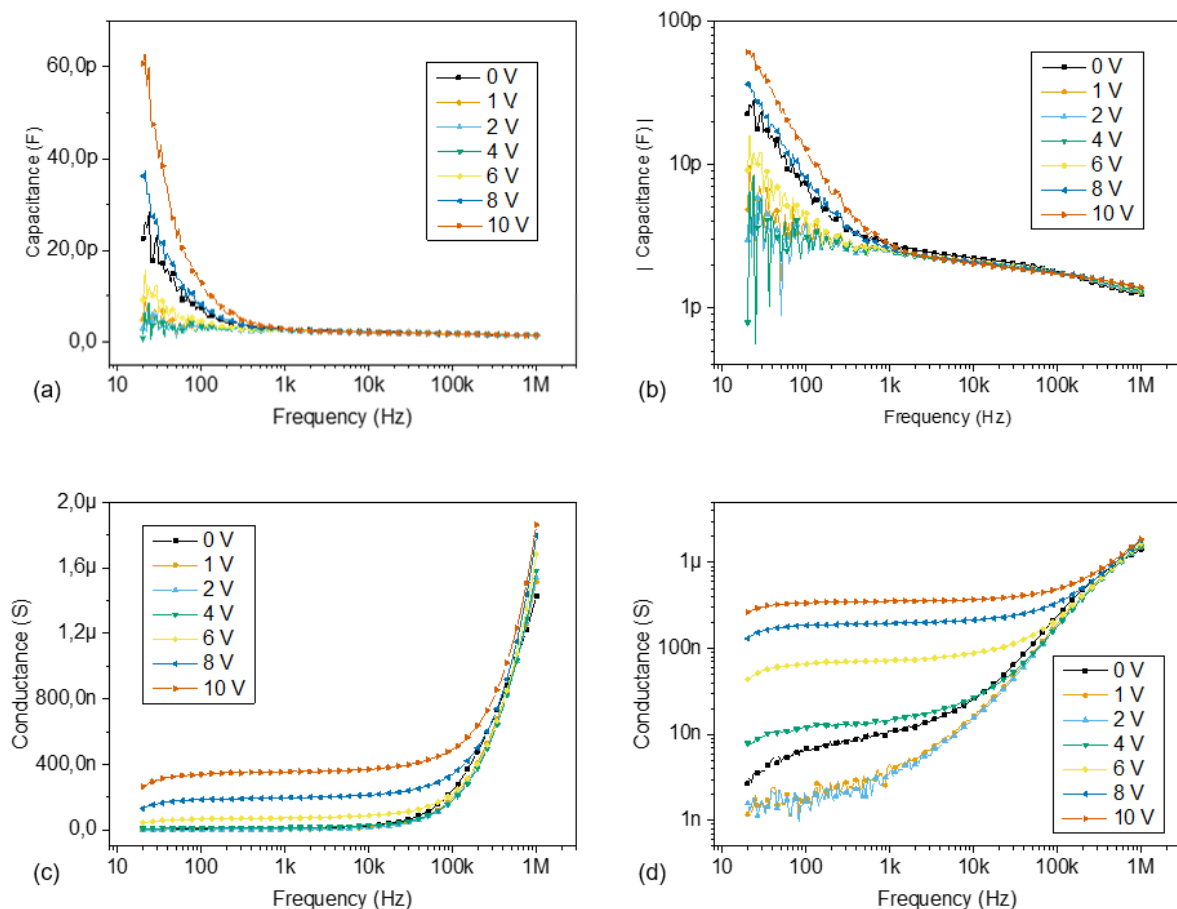 60,0p
40,0p
20,0p
0,0
Capacitance (F)
0 V
1 V
2 V
4 V
6 V
8 V
10 V
10 100 1k 10k 100k 1M
Frequency (Hz)
(a)
100p
10p
1p
| Capacitance (F) |
0 V
1 V
2 V
4 V
6 V
8 V
10 V
10 100 1k 10k 100k 1M
Frequency (Hz)
(b)
2,0µ
1,6µ
1,2µ
800,0n
400,0n
0,0
Conductance (S)
0 V
1 V
2 V
4 V
6 V
8 V
10 V
10 100 1k 10k 100k 1M
Frequency (Hz)
(c)
1µ
100n
10n
1n
Conductance (S)
0 V
1 V
2 V
4 V
6 V
8 V
10 V
10 100 1k 10k 100k 1M
Frequency (Hz)
(d)